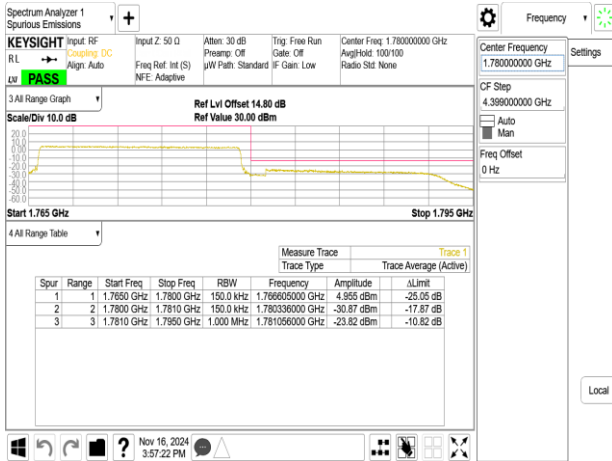 Spectrum Analyzer 1
Spurious Emissions
+
Frequency
Settings
KEYSIGHT
RL
LXI
PASS
Input: RF
Coupling: DC
Align: Auto
Input Z: 50 Ω
Freq Ref: Int (S)
NFE: Adaptive
Atten: 30 dB
Preamp: Off
µW Path: Standard
Trig: Free Run
Gate: Off
IF Gain: Low
Center Freq: 1.780000000 GHz
Avg|Hold: 100/100
Radio Std: None
Center Frequency
1.780000000 GHz
CF Step
4.399000000 GHz
Auto
Man
Freq Offset
0 Hz
Local
3 All Range Graph
Scale/Div 10.0 dB
Ref Lvl Offset 14.80 dB
Ref Value 30.00 dBm
20.0
10.0
0.00
-10.0
-20.0
-30.0
-40.0
-50.0
-60.0
Start 1.765 GHz
Stop 1.795 GHz
4 All Range Table
Measure Trace Trace 1
Trace Type Trace Average (Active)
Spur Range Start Freq Stop Freq RBW Frequency Amplitude ΔLimit
1 1 1.7650 GHz 1.7800 GHz 150.0 kHz 1.766605000 GHz 4.955 dBm -25.05 dB
2 2 1.7800 GHz 1.7810 GHz 150.0 kHz 1.780336000 GHz -30.87 dBm -17.87 dB
3 3 1.7810 GHz 1.7950 GHz 1.000 MHz 1.781056000 GHz -23.82 dBm -10.82 dB
?
Nov 16, 2024
3:57:22 PM